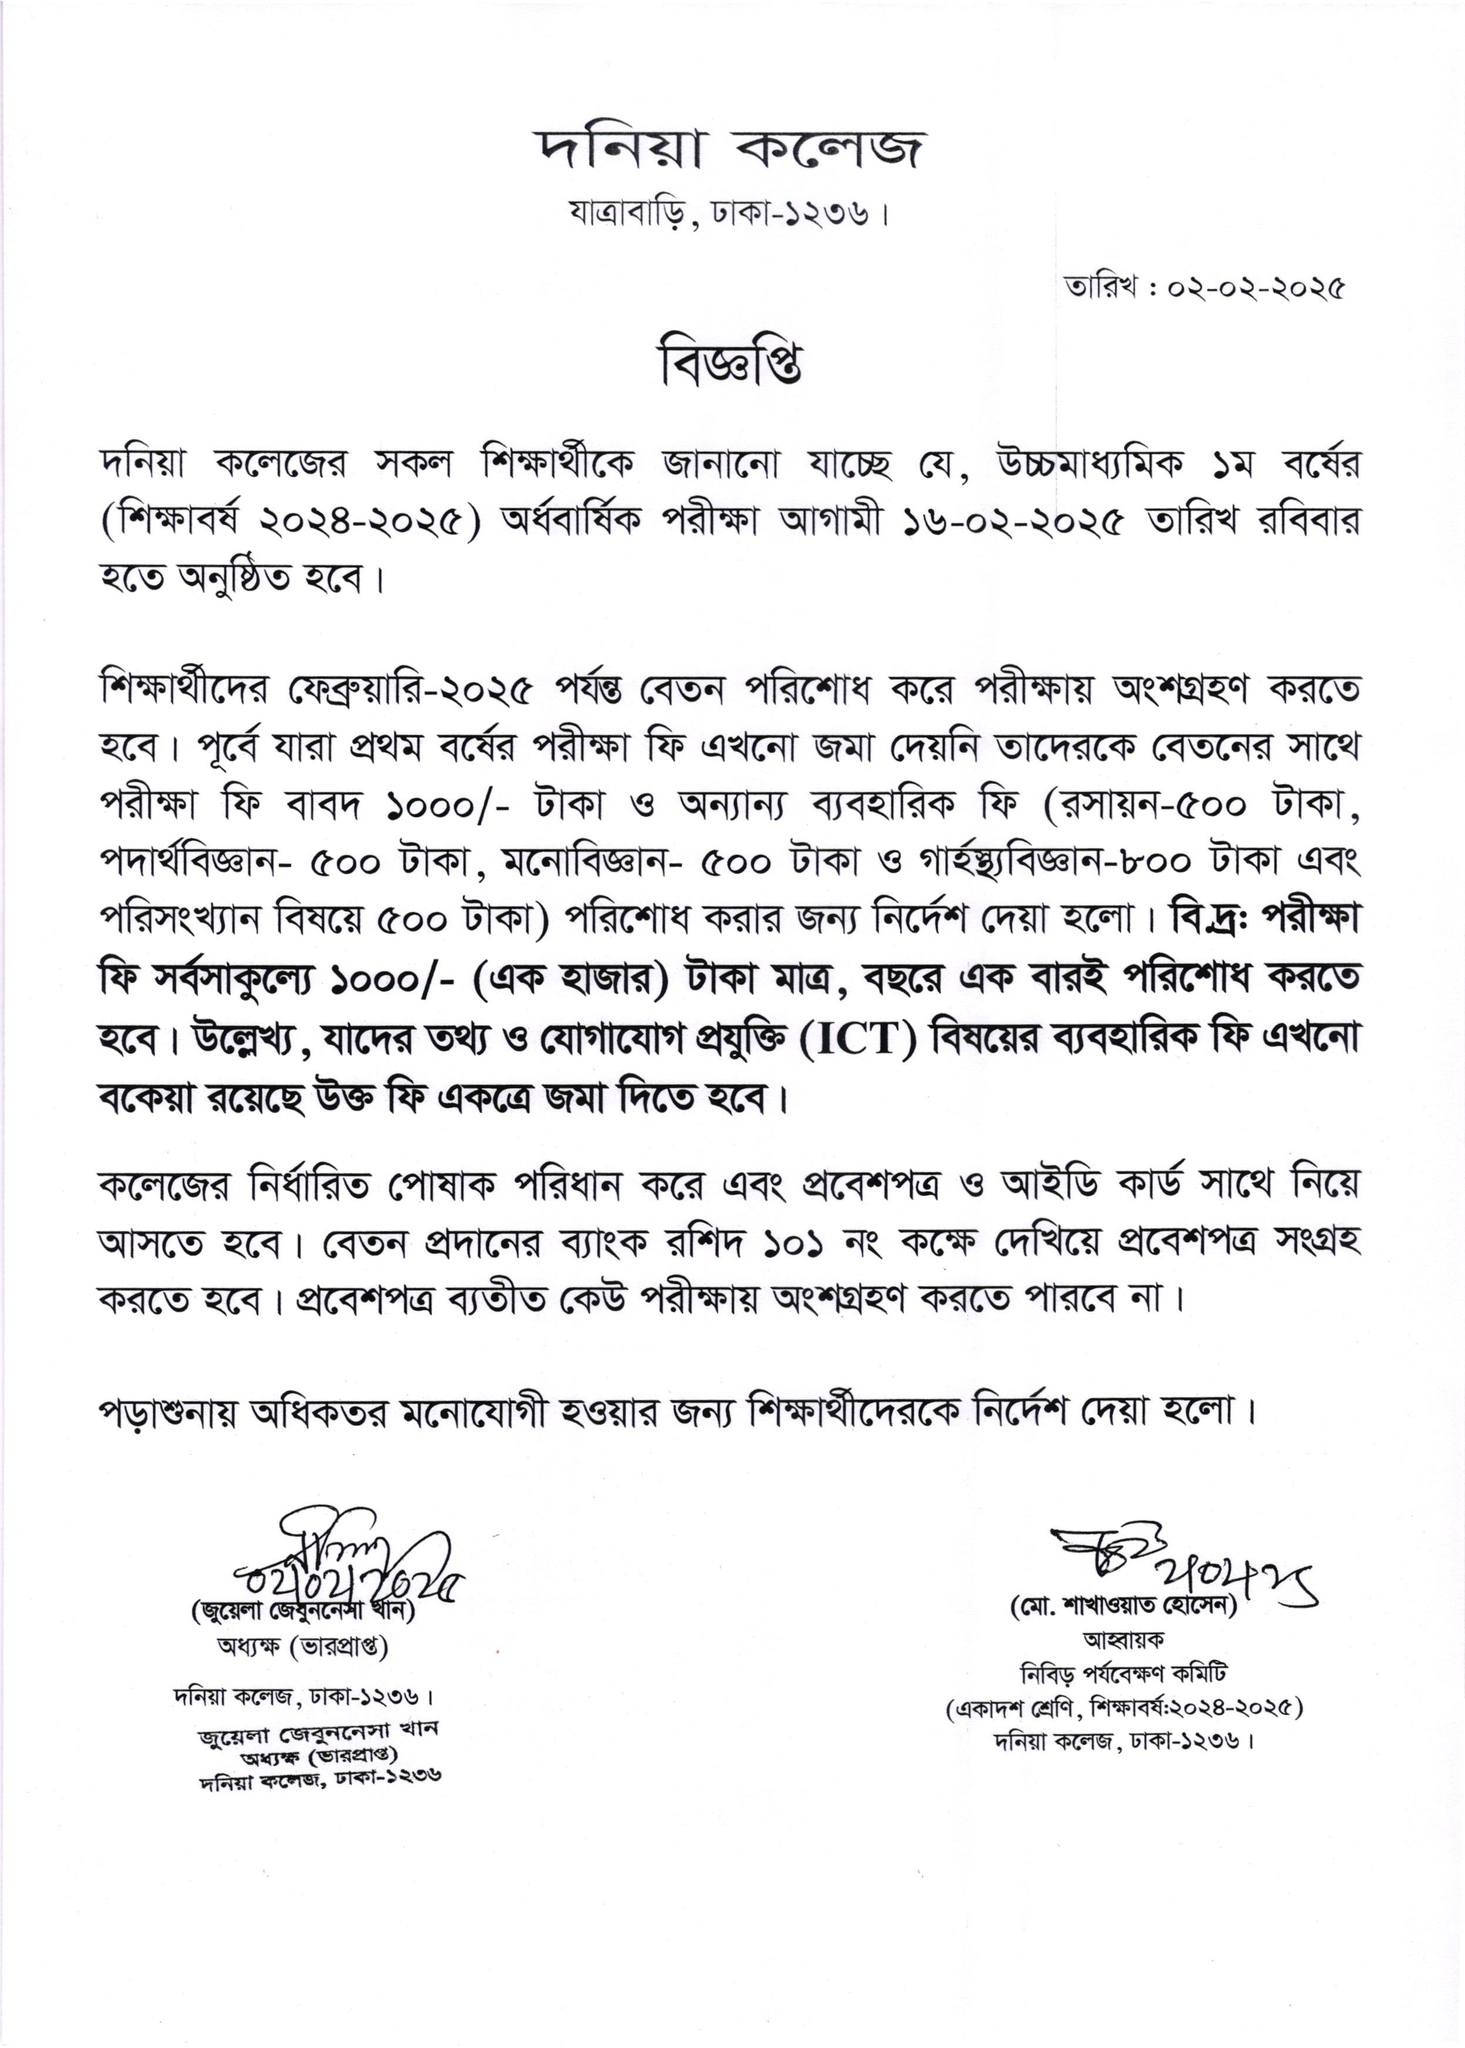 দনিয়া কলেজ
যাত্রাবাড়ি, ঢাকা-১২৩৬।
তারিখ : ০২-০২-২০২৫
বিজ্ঞপ্তি
দনিয়া কলেজের সকল শিক্ষার্থীকে জানানো যাচ্ছে যে, উচ্চমাধ্যমিক ১ম বর্ষের
(শিক্ষাবর্ষ ২০২৪-২০২৫) অর্ধবার্ষিক পরীক্ষা আগামী ১৬-০২-২০২৫ তারিখ রবিবার
হতে অনুষ্ঠিত হবে।
শিক্ষার্থীদের ফেব্রুয়ারি-২০২৫ পর্যন্ত বেতন পরিশোধ করে পরীক্ষায় অংশগ্রহণ করতে
হবে। পূর্বে যারা প্রথম বর্ষের পরীক্ষা ফি এখনো জমা দেয়নি তাদেরকে বেতনের সাথে
পরীক্ষা ফি বাবদ ১০০০/- টাকা ও অন্যান্য ব্যবহারিক ফি (রসায়ন-৫০০ টাকা,
পদার্থবিজ্ঞান- ৫০০ টাকা, মনোবিজ্ঞান- ৫০০ টাকা ও গার্হস্থ্যবিজ্ঞান-৮০০ টাকা এবং
পরিসংখ্যান বিষয়ে ৫০০ টাকা) পরিশোধ করার জন্য নির্দেশ দেয়া হলো। বি.দ্র: পরীক্ষা
ফি সর্বসাকুল্যে ১০০০/- (এক হাজার) টাকা মাত্র, বছরে এক বারই পরিশোধ করতে
হবে। উল্লেখ্য, যাদের তথ্য ও যোগাযোগ প্রযুক্তি (ICT) বিষয়ের ব্যবহারিক ফি এখনো
বকেয়া রয়েছে উক্ত ফি একত্রে জমা দিতে হবে।
কলেজের নির্ধারিত পোষাক পরিধান করে এবং প্রবেশপত্র ও আইডি কার্ড সাথে নিয়ে
আসতে হবে। বেতন প্রদানের ব্যাংক রশিদ ১০১ নং কক্ষে দেখিয়ে প্রবেশপত্র সংগ্রহ
করতে হবে। প্রবেশপত্র ব্যতীত কেউ পরীক্ষায় অংশগ্রহণ করতে পারবে না।
পড়াশুনায় অধিকতর মনোযোগী হওয়ার জন্য শিক্ষার্থীদেরকে নির্দেশ দেয়া হলো।
০২/০২/২০২৫
(জুয়েলা জেবুননেসা খান)
অধ্যক্ষ (ভারপ্রাপ্ত)
দনিয়া কলেজ, ঢাকা-১২৩৬।
জুয়েলা জেবুননেসা খান
অধ্যক্ষ (ভারপ্রাপ্ত)
দনিয়া কলেজ, ঢাকা-১২৩৬
(মো. শাখাওয়াত হোসেন)
আহ্বায়ক
নিবিড় পর্যবেক্ষণ কমিটি
(একাদশ শ্রেণি, শিক্ষাবর্ষ:২০২৪-২০২৫)
দনিয়া কলেজ, ঢাকা-১২৩৬।